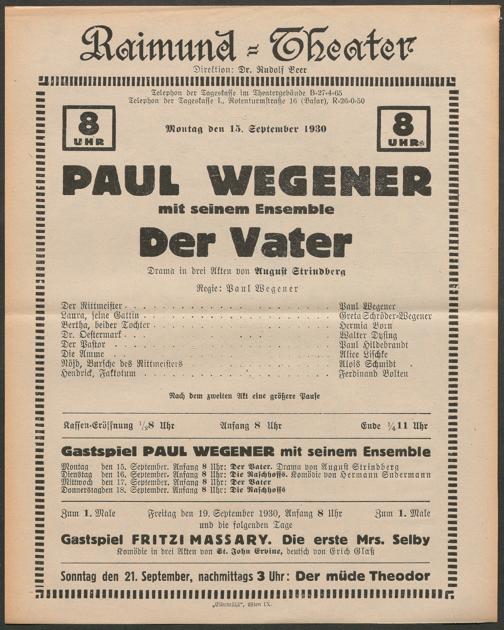 Raimund-Theater
Direktion: Dr. Rudolf Beer
Telephon der Tageskasse im Theatergebäude B-27-4-65
Telephon der Tageskasse I., Rotenturmstraße 16 (Basar), R-26-0-50
8 UHR
Montag den 15. September 1930
8 UHR
PAUL WEGENER
mit seinem Ensemble
Der Vater
Drama in drei Akten von August Strindberg
Regie: Paul Wegener
Der Rittmeister . . . Paul Wegener
Laura, seine Gattin . . . Greta Schröder-Wegener
Bertha, beider Tochter . . . Hermia Born
Dr. Oestermark . . . Walter Dysing
Der Pastor . . . Paul Hildebrandt
Die Amme . . . Alice Lischke
Nöjd, Bursche des Rittmeisters . . . Alois Schmidt
Hendrick, Faktotum . . . Ferdinand Bolten
Nach dem zweiten Akt eine größere Pause
Kassen-Eröffnung ½8 Uhr Anfang 8 Uhr Ende ¼11 Uhr
Gastspiel PAUL WEGENER mit seinem Ensemble
Montag den 15. September. Anfang 8 Uhr: Der Vater. Drama von August Strindberg
Dienstag den 16. September. Anfang 8 Uhr: Die Raschhoffs. Komödie von Hermann Sudermann
Mittwoch den 17. September. Anfang 8 Uhr: Der Vater
Donnerstag den 18. September. Anfang 8 Uhr: Die Raschhoffs
Zum 1. Male Freitag den 19. September 1930, Anfang 8 Uhr Zum 1. Male
und die folgenden Tage
Gastspiel FRITZI MASSARY. Die erste Mrs. Selby
Komödie in drei Akten von St. John Ervine, deutsch von Erich Glaß
Sonntag den 21. September, nachmittags 3 Uhr: Der müde Theodor
Wien IX.